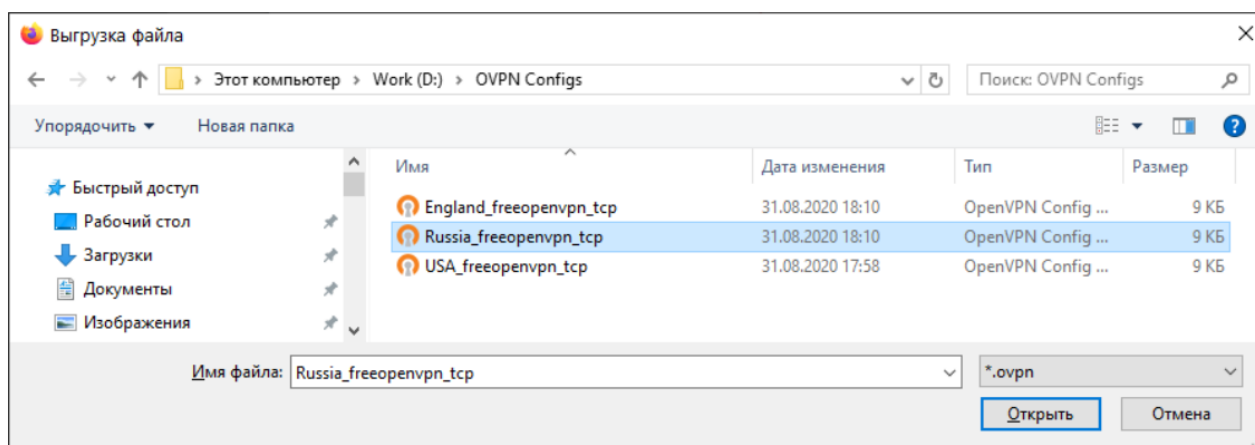 Выгрузка файла
Этот компьютер > Work (D:) > OVPN Configs
Поиск: OVPN Configs
Упорядочить Новая папка
Имя Дата изменения Тип Размер
Быстрый доступ
Рабочий стол
Загрузки
Документы
Изображения
England_freeopenvpn_tcp 31.08.2020 18:10 OpenVPN Config ... 9 КБ
Russia_freeopenvpn_tcp 31.08.2020 18:10 OpenVPN Config ... 9 КБ
USA_freeopenvpn_tcp 31.08.2020 17:58 OpenVPN Config ... 9 КБ
Имя файла: Russia_freeopenvpn_tcp *.ovpn
Открыть Отмена